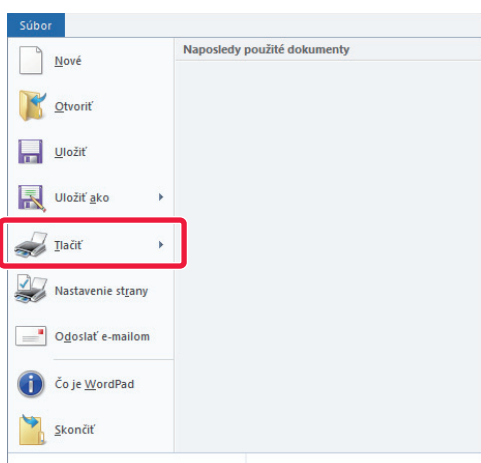 Súbor
Naposledy použité dokumenty
Nové
Otvoriť
Uložiť
Uložiť ako
Tlačiť
Nastavenie strany
Odoslať e-mailom
Čo je WordPad
Skončiť